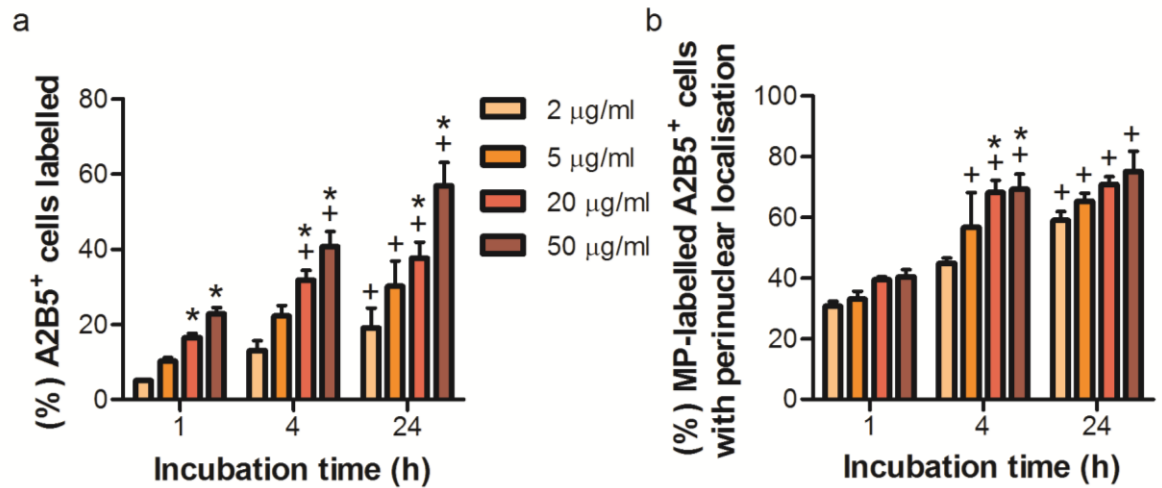 a
(%) A2B5+ cells labelled
80
60
40
20
0
* *
+ * + *
+ + + * + *
1 4 24
Incubation time (h)
2 µg/ml
5 µg/ml
20 µg/ml
50 µg/ml
b
(%) MP-labelled A2B5+ cells
with perinuclear localisation
100
80
60
40
20
0
+ * + * +
+ + + +
1 4 24
Incubation time (h)